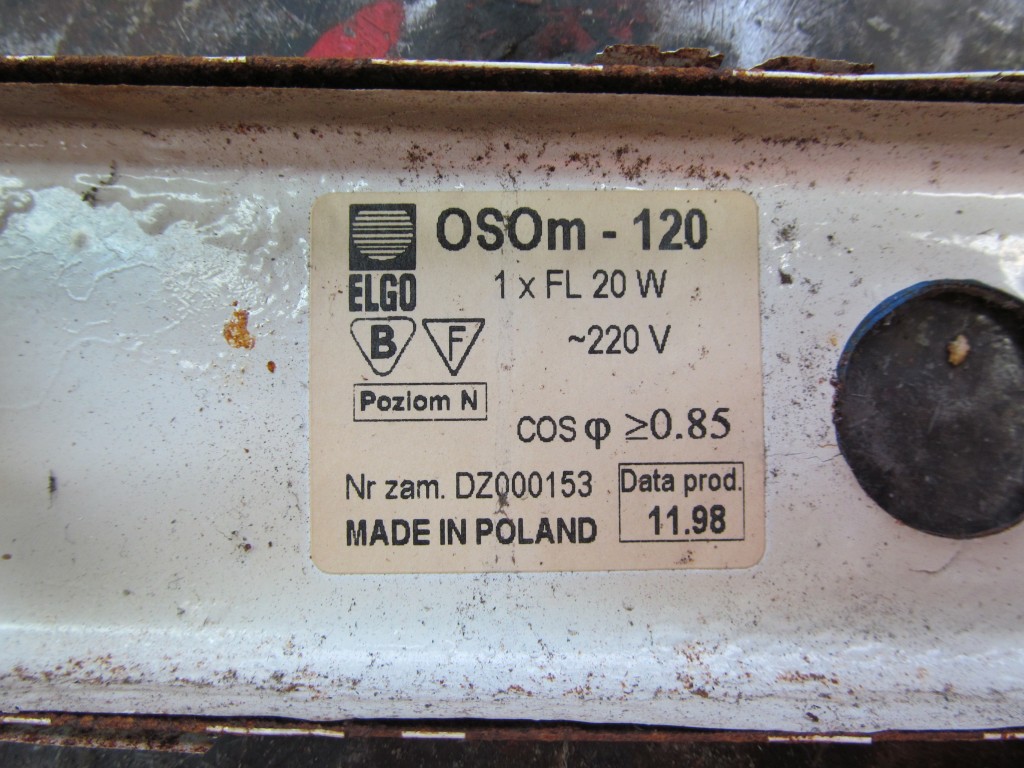 OSOm - 120
ELGO
1 x FL 20 W
B F
~220 V
Poziom N
cos φ ≥0.85
Nr zam. DZ000153
Data prod.
11.98
MADE IN POLAND